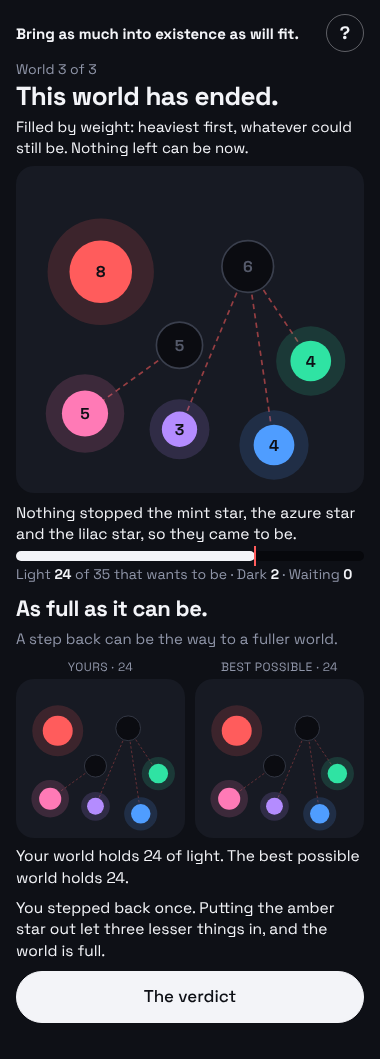 Bring as much into existence as will fit.
?
World 3 of 3
This world has ended.
Filled by weight: heaviest first, whatever could
still be. Nothing left can be now.
8
6
5
4
5
3
4
Nothing stopped the mint star, the azure star
and the lilac star, so they came to be.
Light 24 of 35 that wants to be · Dark 2 · Waiting 0
As full as it can be.
A step back can be the way to a fuller world.
YOURS · 24
BEST POSSIBLE · 24
Your world holds 24 of light. The best possible
world holds 24.
You stepped back once. Putting the amber
star out let three lesser things in, and the
world is full.
The verdict